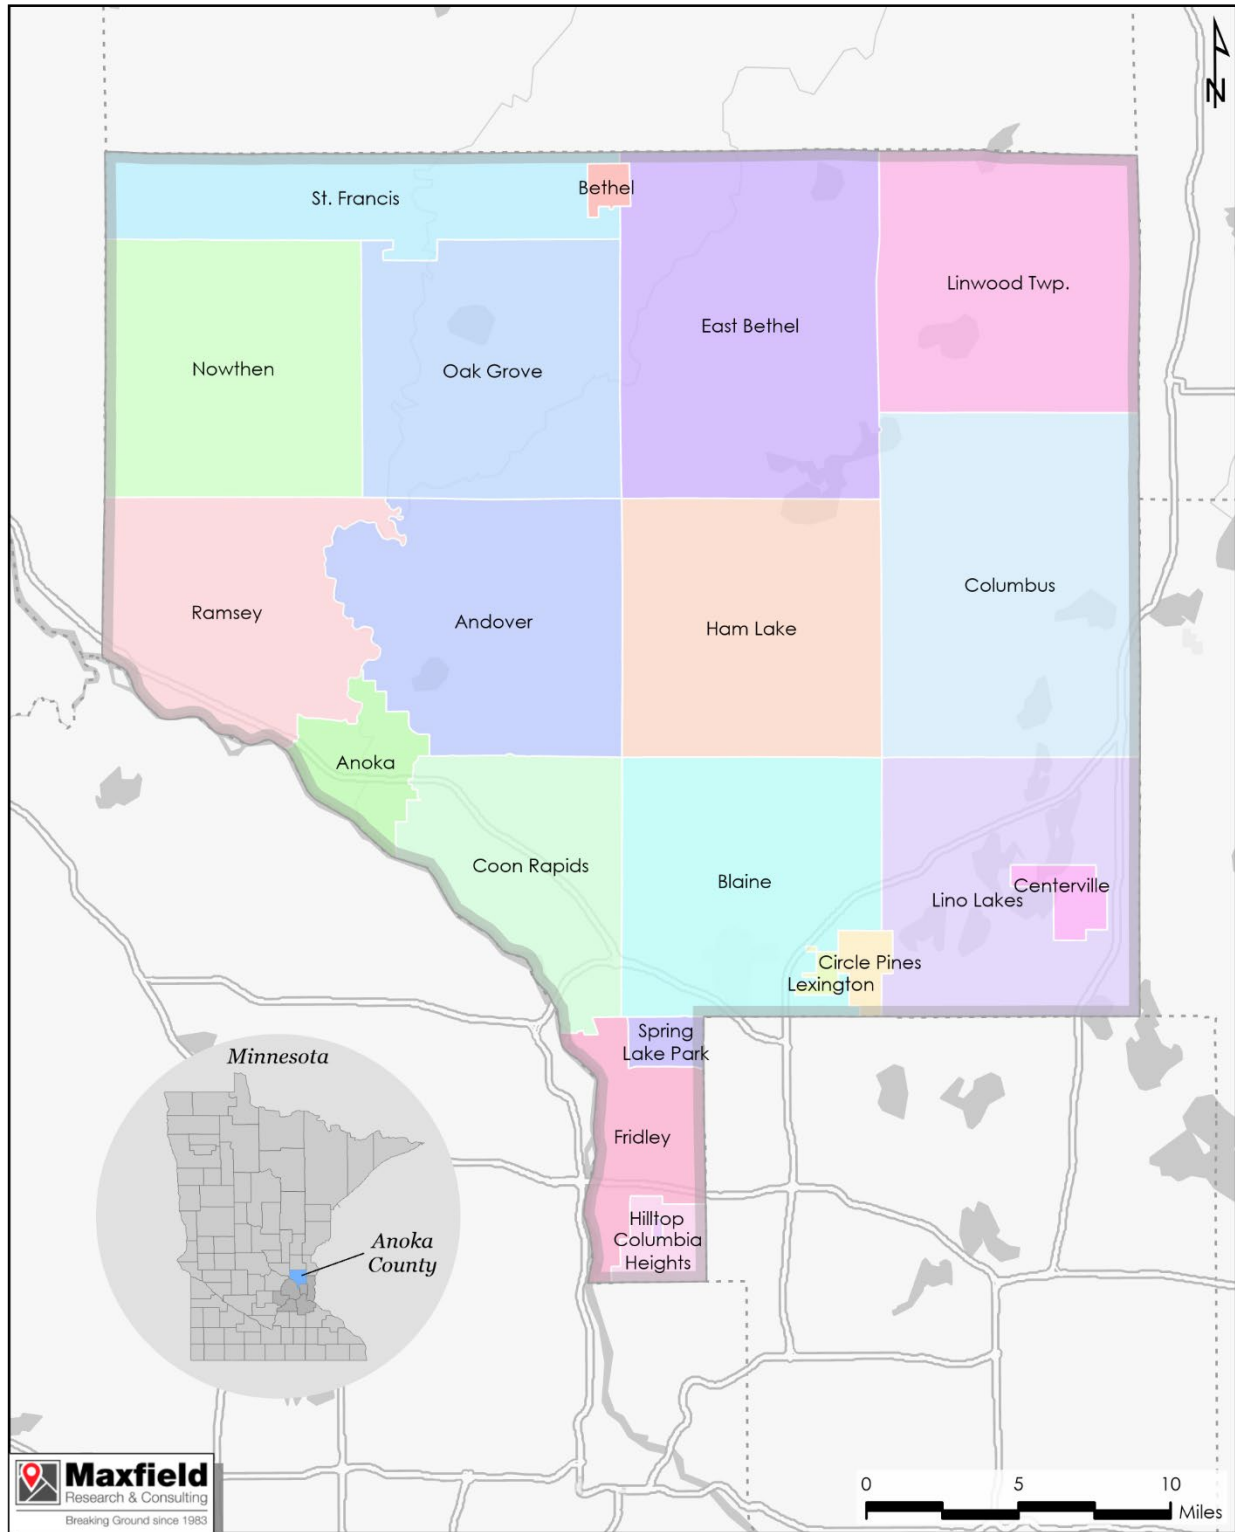 N
St. Francis
Bethel
Linwood Twp.
East Bethel
Nowthen
Oak Grove
Columbus
Ramsey
Andover
Ham Lake
Anoka
Coon Rapids
Blaine
Centerville
Lino Lakes
Circle Pines
Lexington
Spring
Lake Park
Fridley
Hilltop
Columbia
Heights
Minnesota
Anoka
County
Maxfield
Research & Consulting
Breaking Ground since 1983
0 5 10
Miles